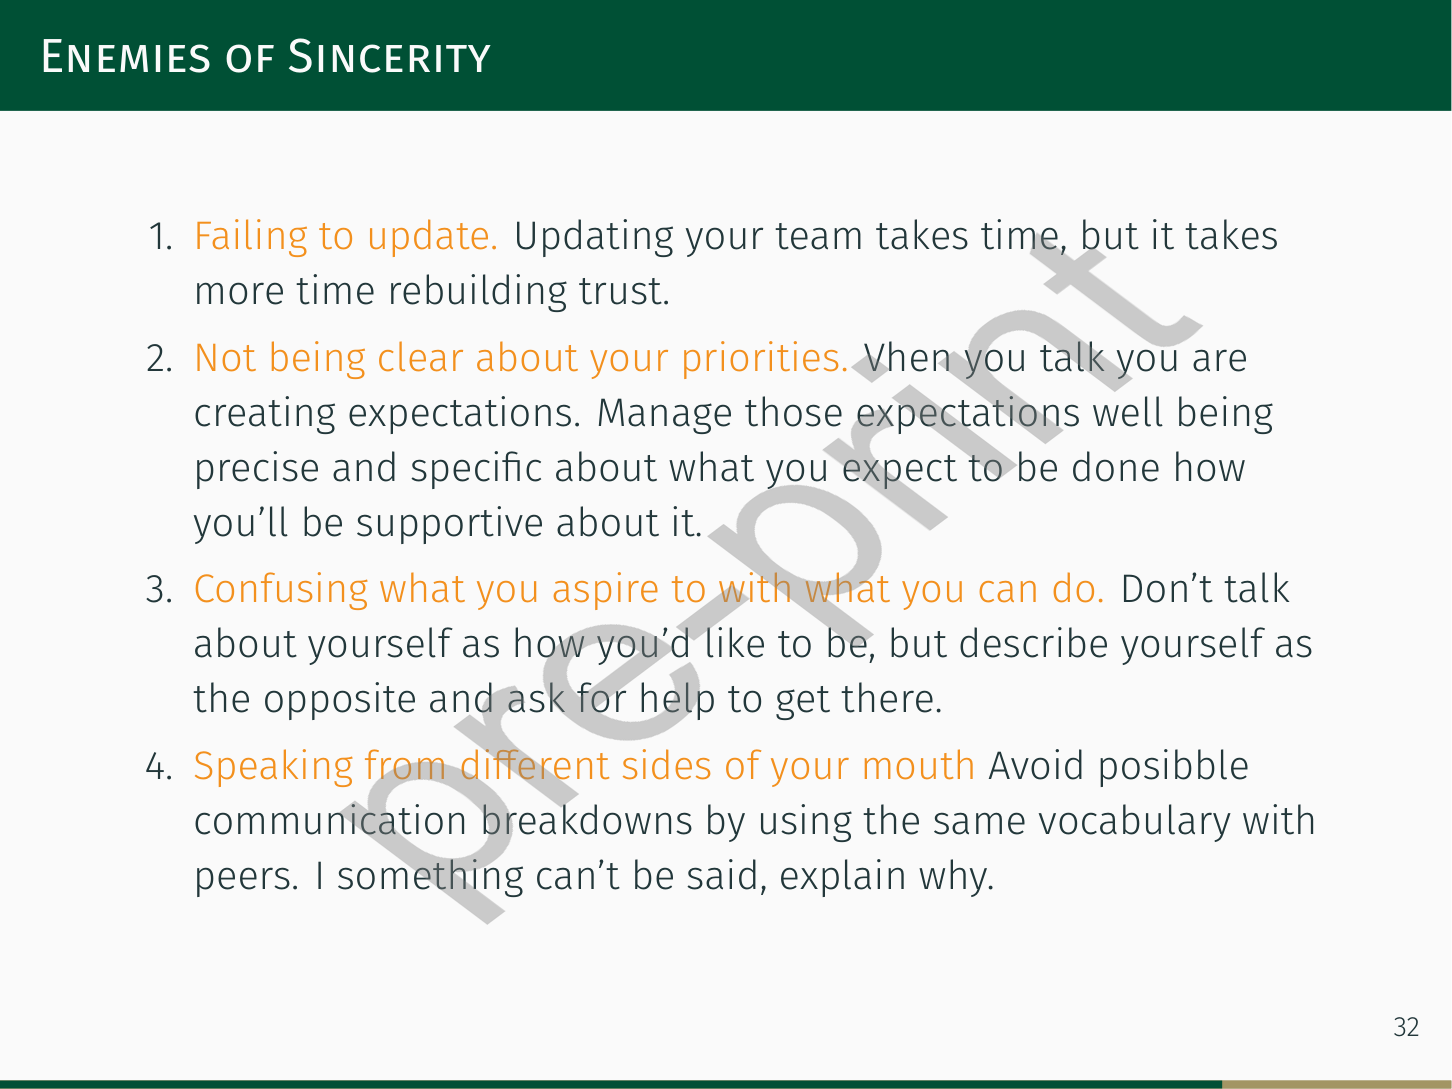 Enemies of Sincerity
1. Failing to update. Updating your team takes time, but it takes
more time rebuilding trust.
2. Not being clear about your priorities. Vhen you talk you are
creating expectations. Manage those expectations well being
precise and specific about what you expect to be done how
you’ll be supportive about it.
3. Confusing what you aspire to with what you can do. Don’t talk
about yourself as how you’d like to be, but describe yourself as
the opposite and ask for help to get there.
4. Speaking from different sides of your mouth Avoid posibble
communication breakdowns by using the same vocabulary with
peers. I something can’t be said, explain why.
pre-print
32